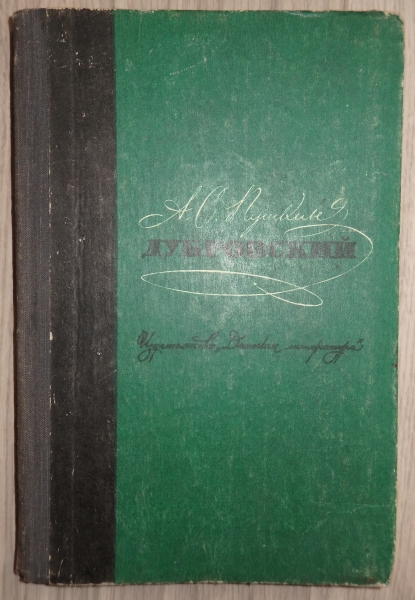 А. С. Пушкин
ДУБРОВСКИЙ
Издательство „Детская литература“